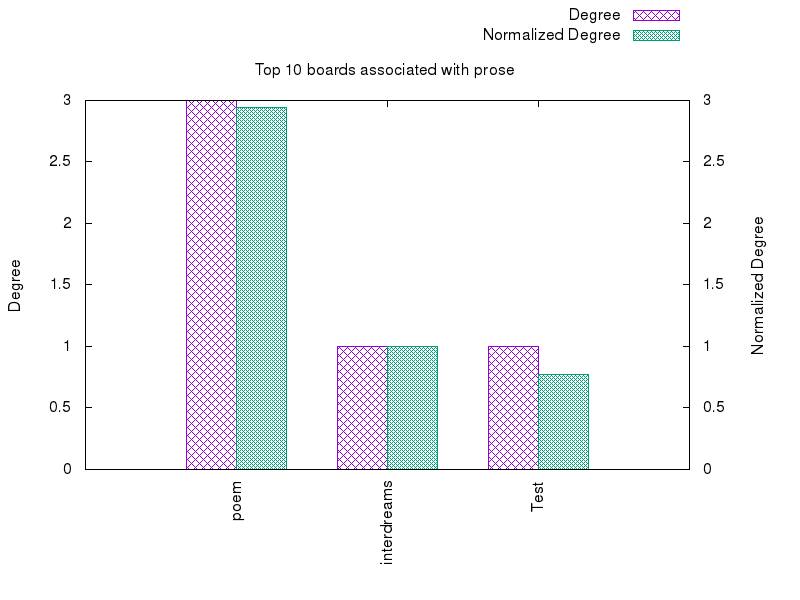 Degree
Normalized Degree
Top 10 boards associated with prose
3
2.5
2
1.5
1
0.5
0
3
2.5
2
1.5
1
0.5
0
Degree
Normalized Degree
poem
interdreams
Test